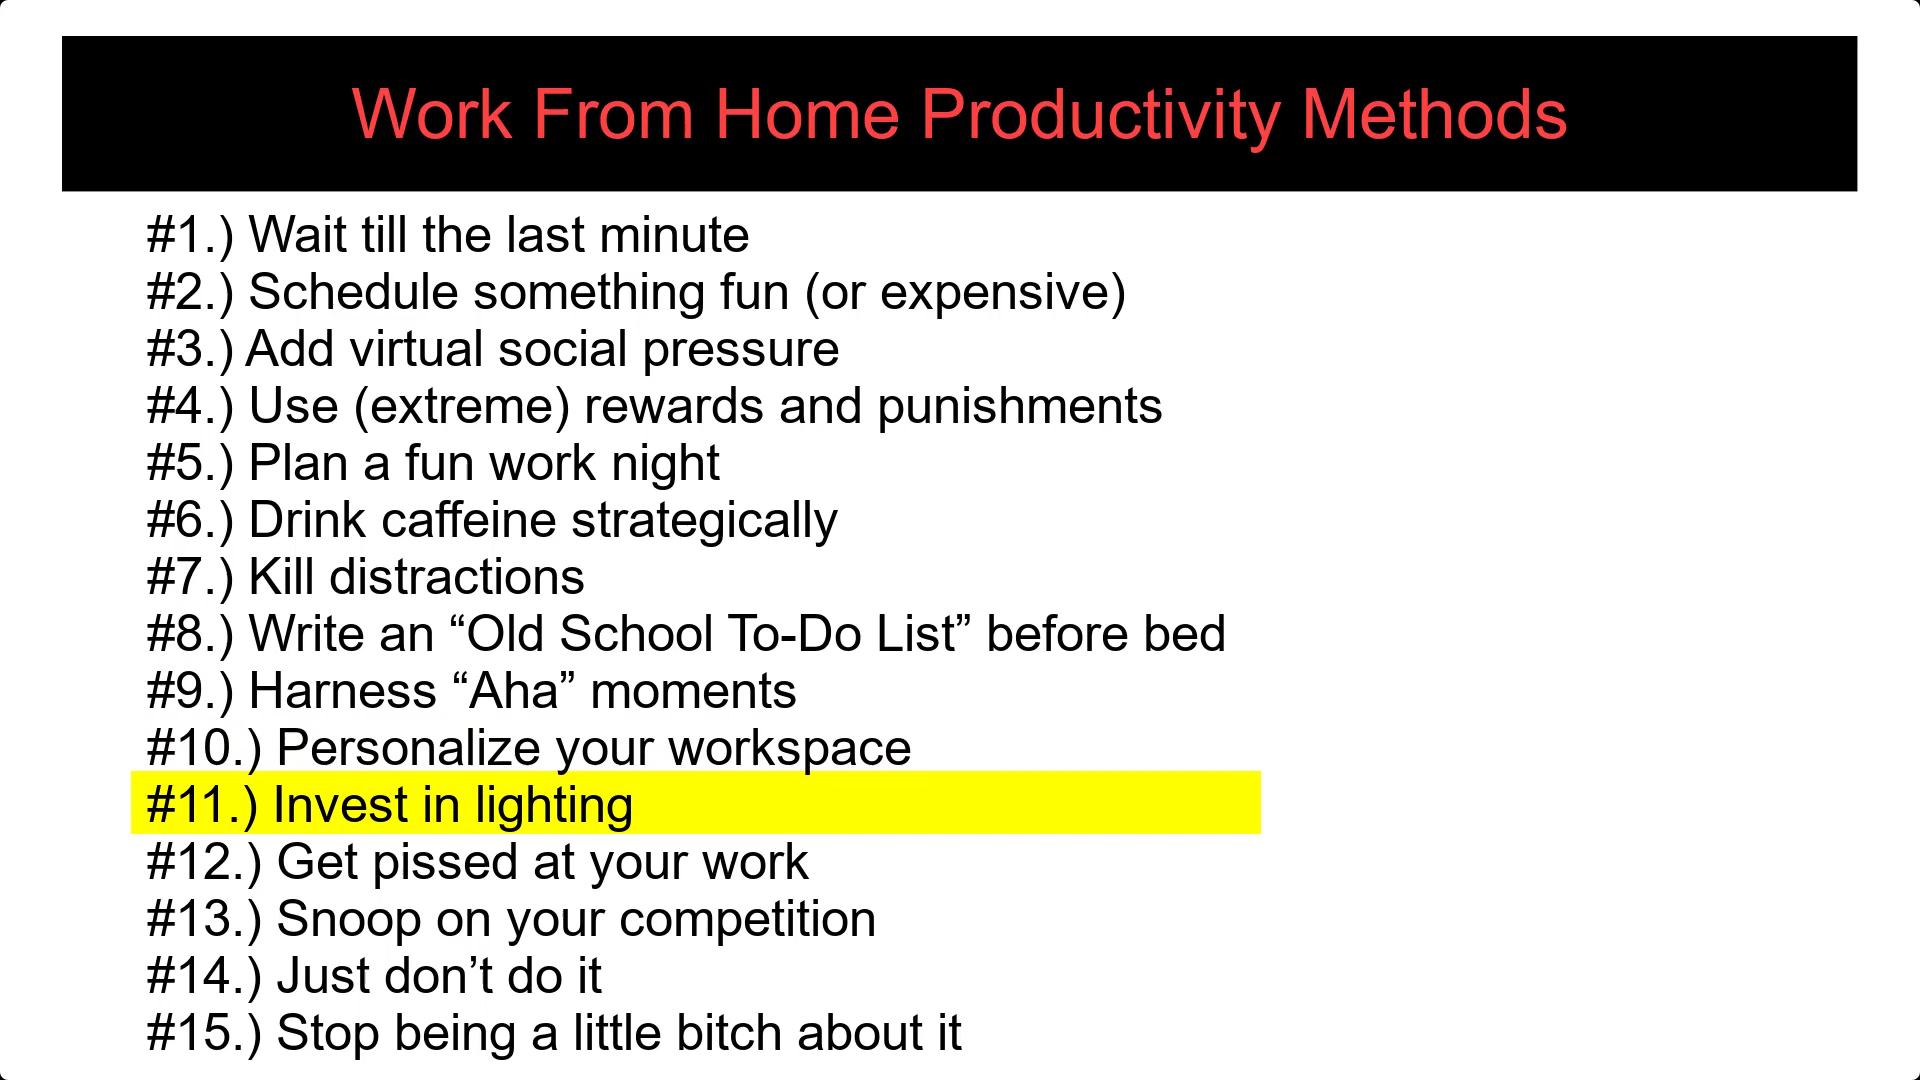 Work From Home Productivity Methods
#1.) Wait till the last minute
#2.) Schedule something fun (or expensive)
#3.) Add virtual social pressure
#4.) Use (extreme) rewards and punishments
#5.) Plan a fun work night
#6.) Drink caffeine strategically
#7.) Kill distractions
#8.) Write an “Old School To-Do List” before bed
#9.) Harness “Aha” moments
#10.) Personalize your workspace
#11.) Invest in lighting
#12.) Get pissed at your work
#13.) Snoop on your competition
#14.) Just don’t do it
#15.) Stop being a little bitch about it